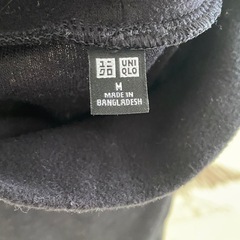 ユニ UNI
クロ QLO
M
MADE IN
BANGLADESH